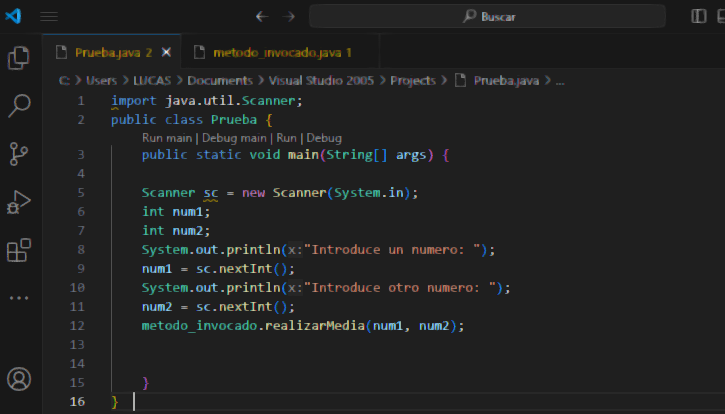 Buscar
Prueba.java 2 metodo_invocado.java 1
C: > Users > LUCAS > Documents > Visual Studio 2005 > Projects > Prueba.java > ...
1 import java.util.Scanner;
2 public class Prueba {
Run main | Debug main | Run | Debug
3 public static void main(String[] args) {
4
5 Scanner sc = new Scanner(System.in);
6 int num1;
7 int num2;
8 System.out.println(x:"Introduce un numero: ");
9 num1 = sc.nextInt();
10 System.out.println(x:"Introduce otro numero: ");
11 num2 = sc.nextInt();
12 metodo_invocado.realizarMedia(num1, num2);
13
14
15 }
16 }